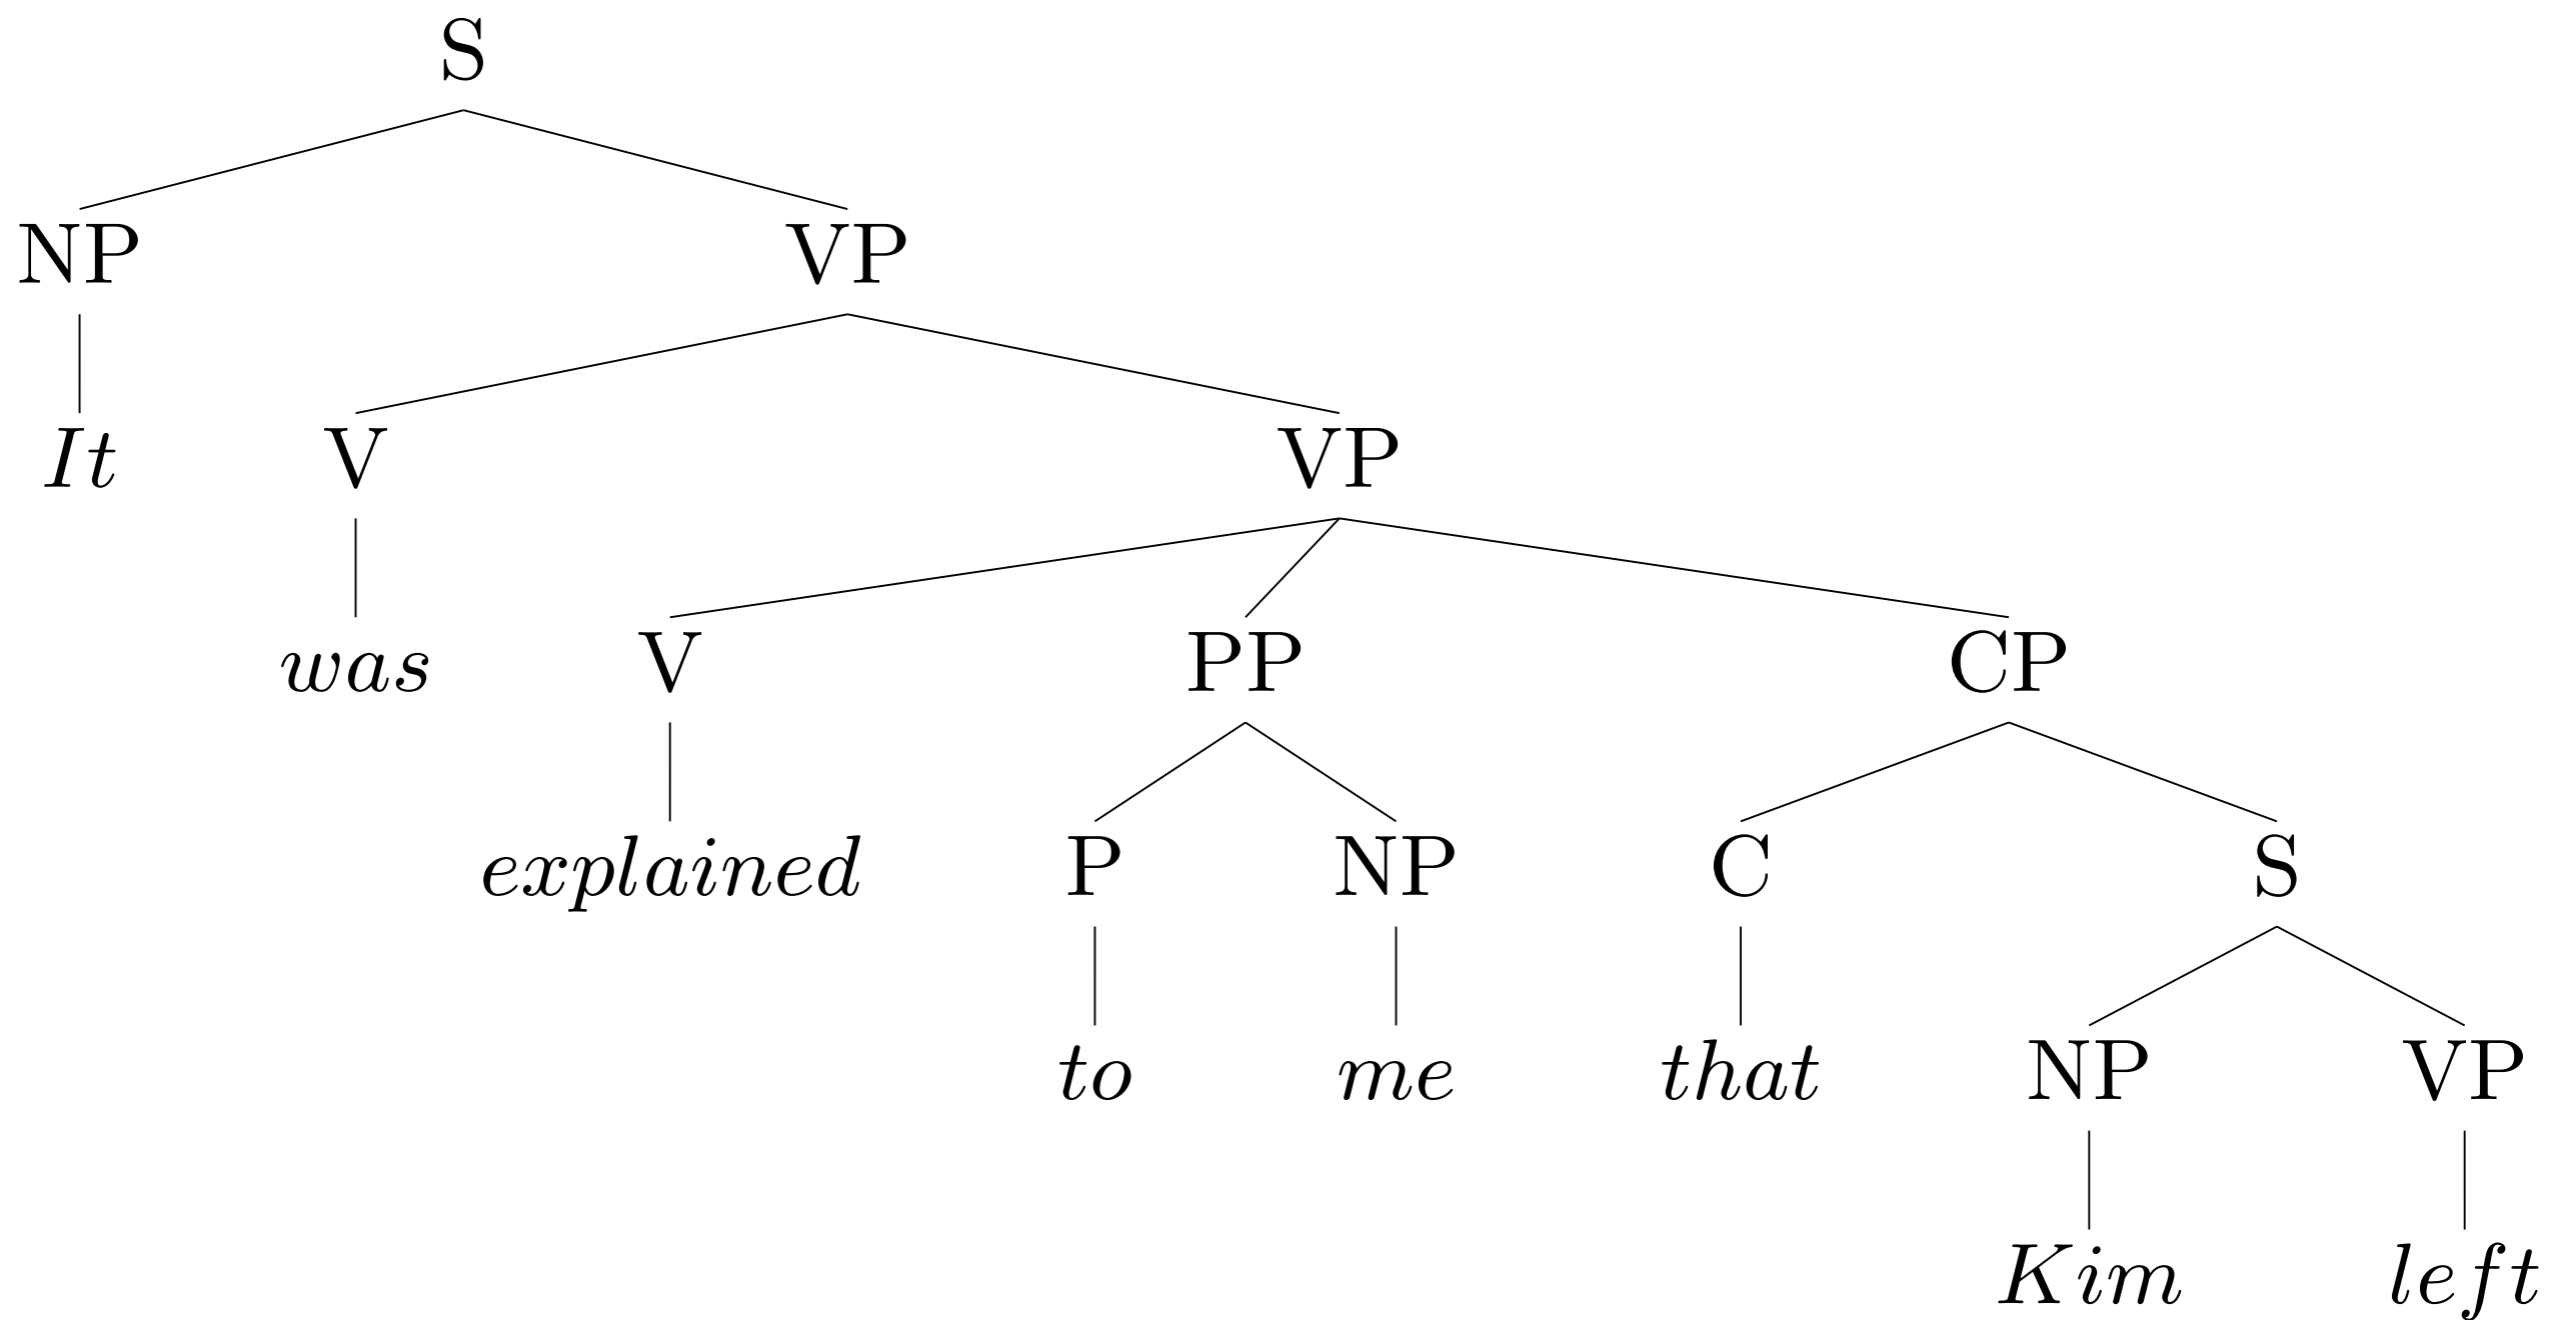 S
NP VP
It V VP
was V PP CP
explained P NP C S
to me that NP VP
Kim left